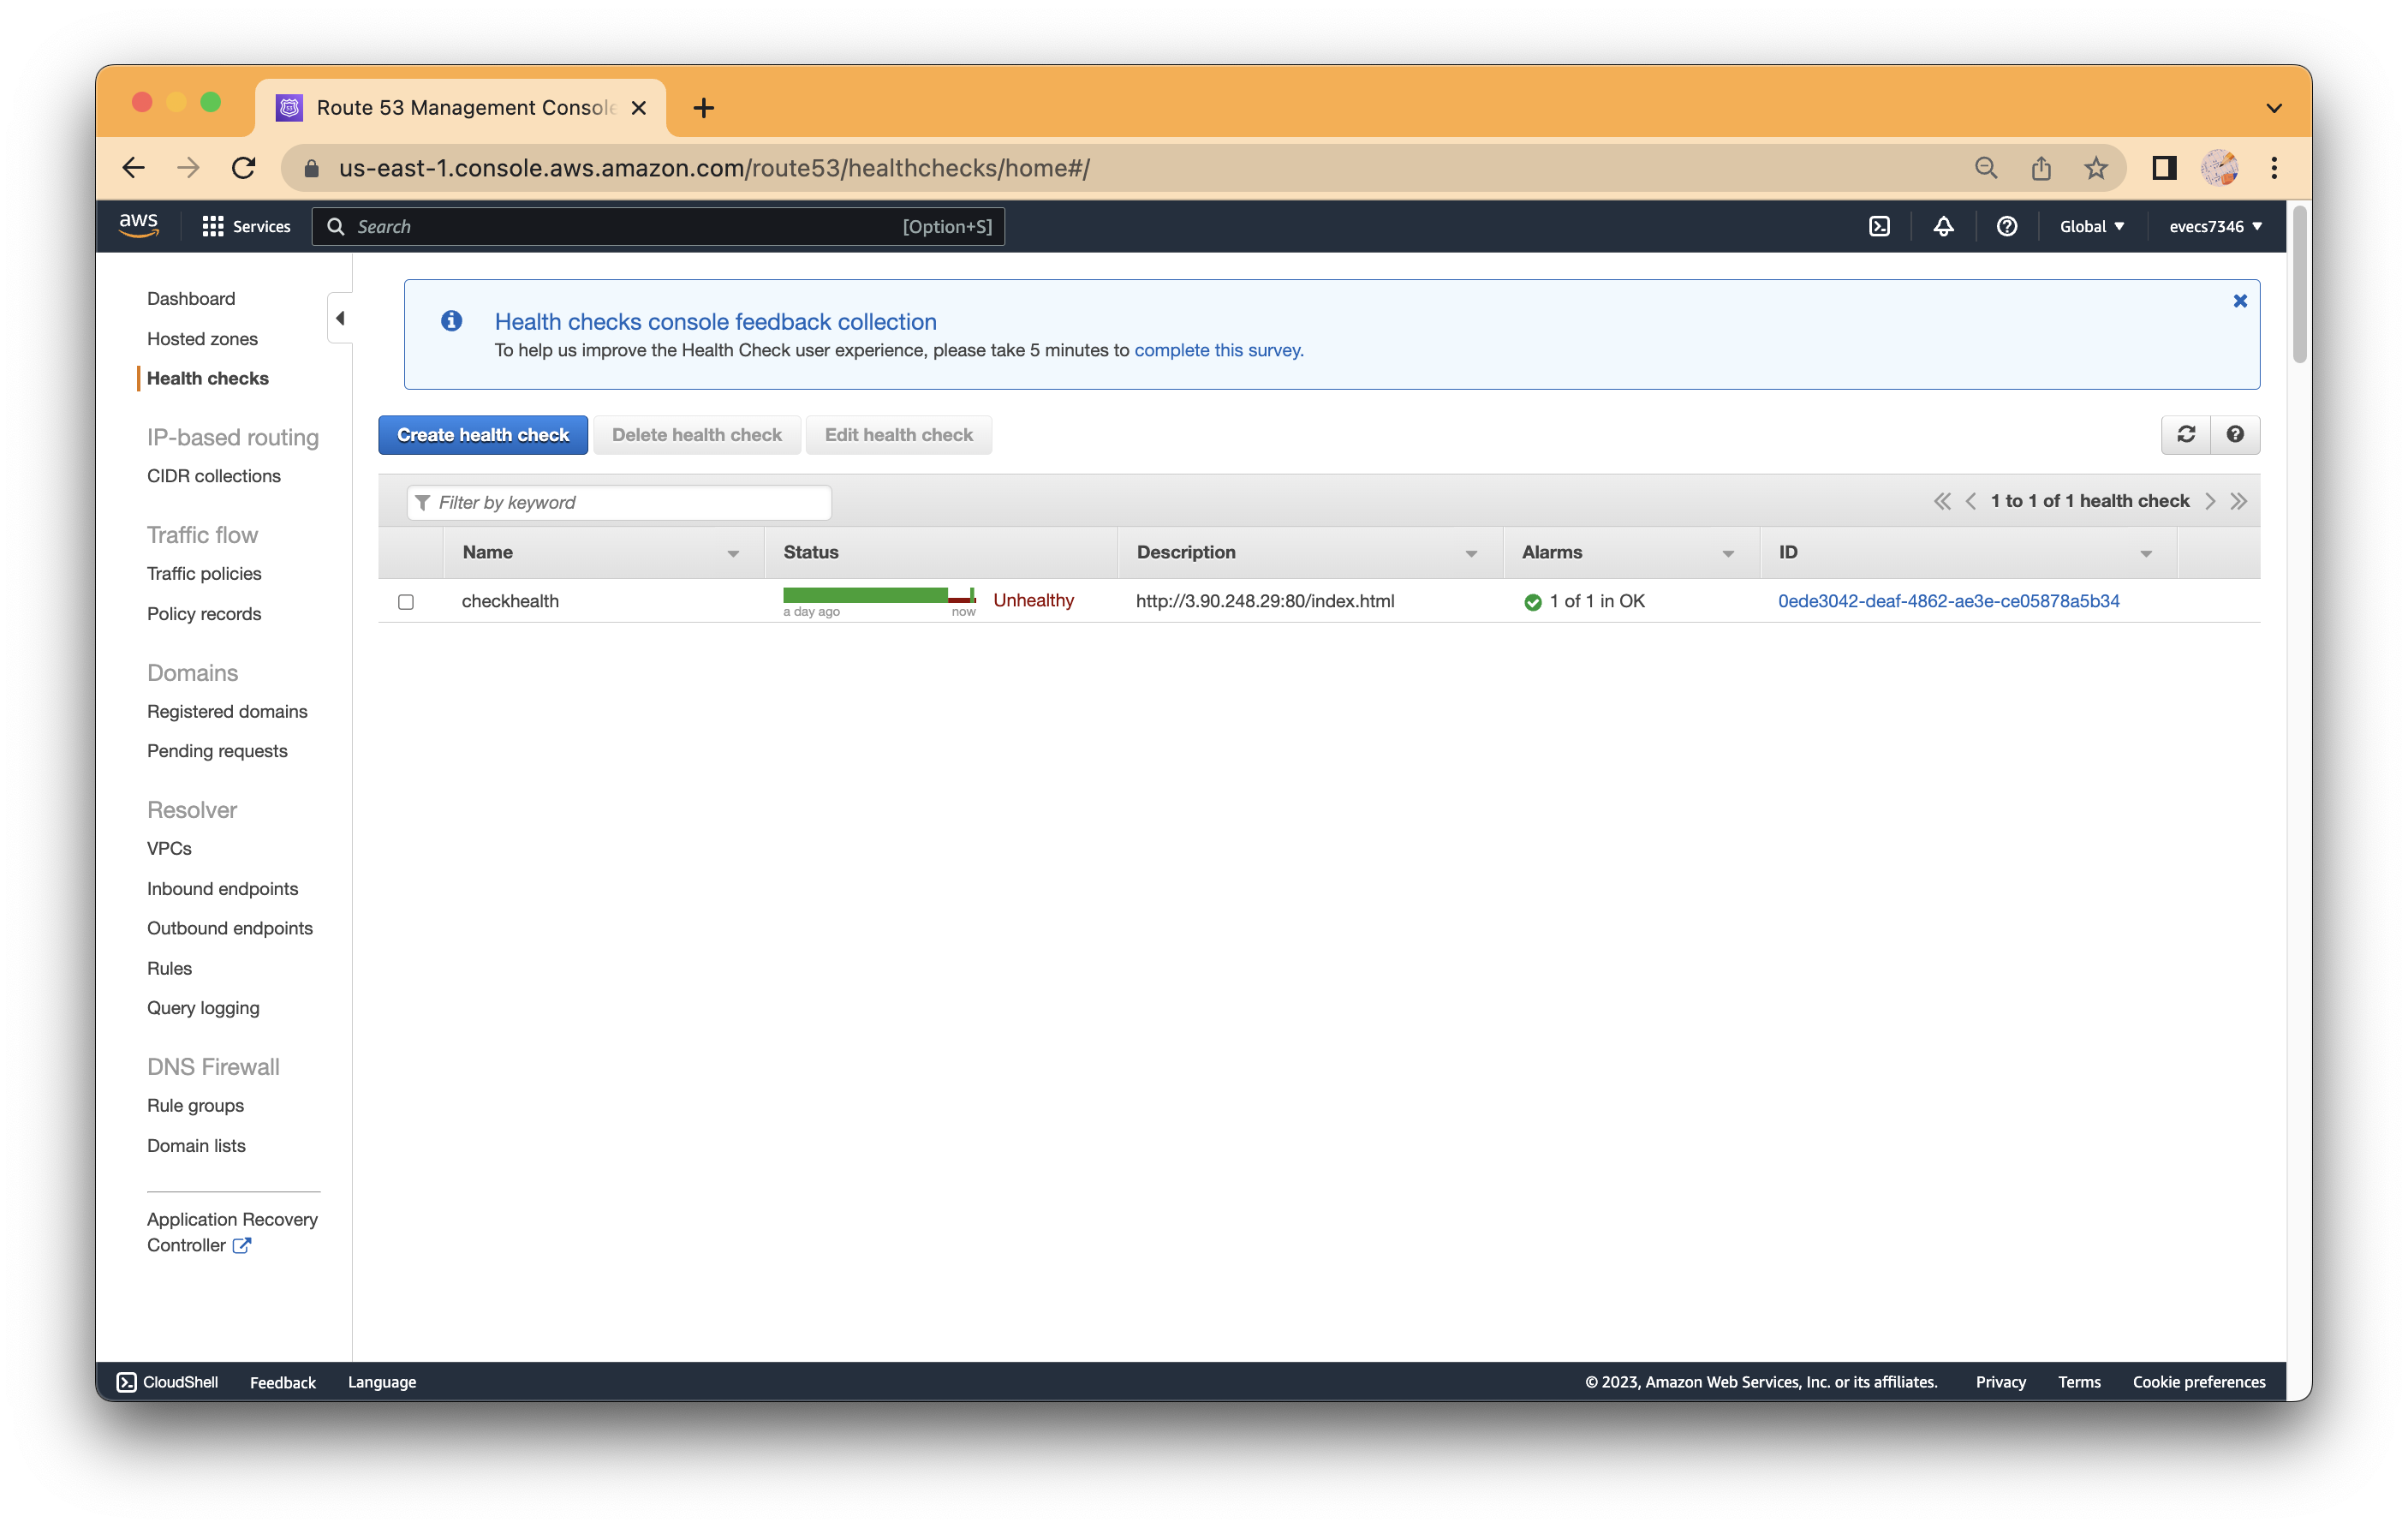 Route 53 Management Console
us-east-1.console.aws.amazon.com/route53/healthchecks/home#/
aws
Services
Search
[Option+S]
Global
evecs7346
Dashboard
Hosted zones
Health checks
IP-based routing
CIDR collections
Traffic flow
Traffic policies
Policy records
Domains
Registered domains
Pending requests
Resolver
VPCs
Inbound endpoints
Outbound endpoints
Rules
Query logging
DNS Firewall
Rule groups
Domain lists
Application Recovery
Controller
Health checks console feedback collection
To help us improve the Health Check user experience, please take 5 minutes to complete this survey.
Create health check
Delete health check
Edit health check
Filter by keyword
1 to 1 of 1 health check
Name
Status
Description
Alarms
ID
checkhealth
a day ago
now
Unhealthy
http://3.90.248.29:80/index.html
1 of 1 in OK
0ede3042-deaf-4862-ae3e-ce05878a5b34
CloudShell
Feedback
Language
© 2023, Amazon Web Services, Inc. or its affiliates.
Privacy
Terms
Cookie preferences